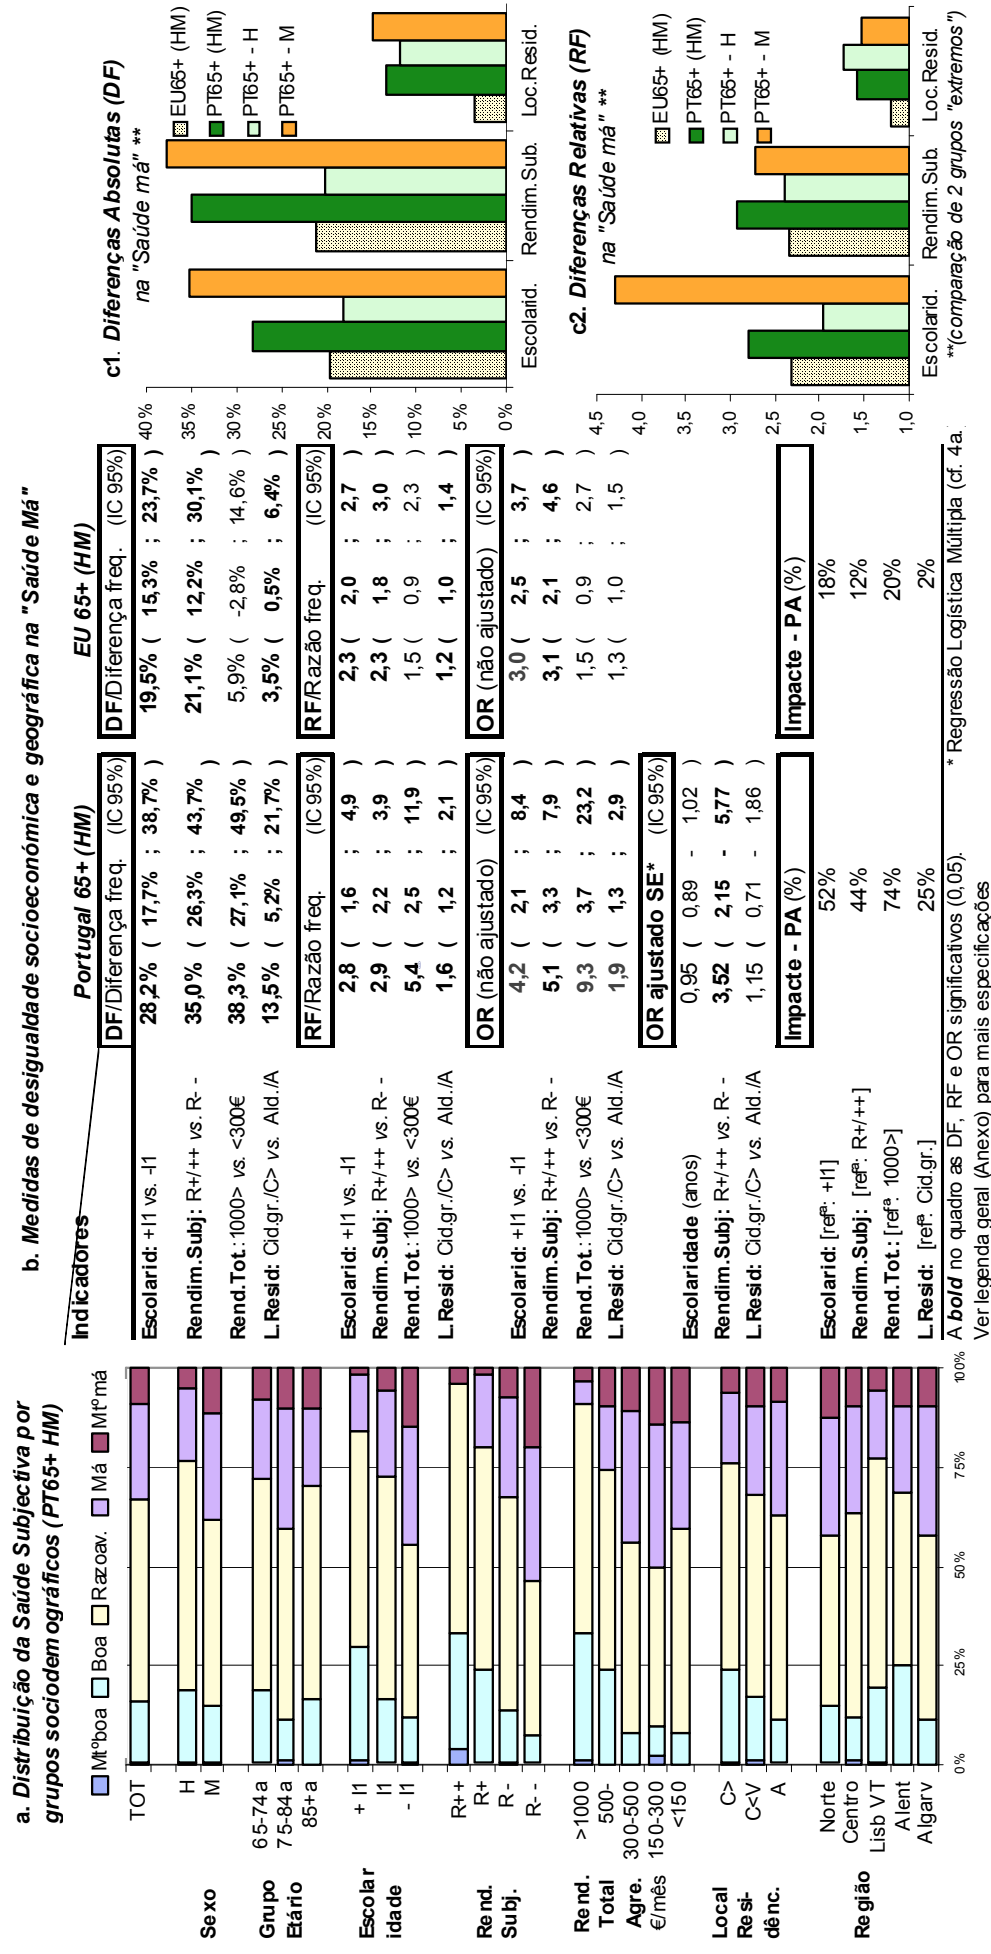 a. Distribuição da Saúde Subjectiva por
grupos sociodemográficos (PT65+ HM)
Mtºboa Boa Razoav. Má Mtºmá
TOT
Sexo
H
M
Grupo
Etário
65-74a
75-84a
85+a
Escolar
idade
+ I1
I1
- I1
Rend.
Subj.
R++
R+
R -
R- -
Rend.
Total
Agre.
€/mês
>1000
500-
300-500
150-300
<150
Local
Resi-
dênc.
C>
C<V
A
Região
Norte
Centro
Lisb VT
Alent
Algarv
0% 25% 50% 75% 100%
b. Medidas de desigualdade socioeconómica e geográfica na "Saúde Má"
Indicadores
Portugal 65+ (HM) EU 65+ (HM)
DF/Diferença freq. (IC 95%) DF/Diferença freq. (IC 95%)
Escolarid: +I1 vs. -I1 28,2% ( 17,7% ; 38,7% ) 19,5% ( 15,3% ; 23,7% )
Rendim.Subj: R+/++ vs. R- - 35,0% ( 26,3% ; 43,7% ) 21,1% ( 12,2% ; 30,1% )
Rend.Tot.:1000> vs. <300€ 38,3% ( 27,1% ; 49,5% ) 5,9% ( -2,8% ; 14,6% )
L.Resid: Cid.gr./C> vs. Ald./A 13,5% ( 5,2% ; 21,7% ) 3,5% ( 0,5% ; 6,4% )
RF/Razão freq. (IC 95%) RF/Razão freq. (IC 95%)
Escolarid: +I1 vs. -I1 2,8 ( 1,6 ; 4,9 ) 2,3 ( 2,0 ; 2,7 )
Rendim.Subj: R+/++ vs. R- - 2,9 ( 2,2 ; 3,9 ) 2,3 ( 1,8 ; 3,0 )
Rend.Tot.:1000> vs. <300€ 5,4 ( 2,5 ; 11,9 ) 1,5 ( 0,9 ; 2,3 )
L.Resid: Cid.gr./C> vs. Ald./A 1,6 ( 1,2 ; 2,1 ) 1,2 ( 1,0 ; 1,4 )
OR (não ajustado) (IC 95%) OR (não ajustado) (IC 95%)
Escolarid: +I1 vs. -I1 4,2 ( 2,1 ; 8,4 ) 3,0 ( 2,5 ; 3,7 )
Rendim.Subj: R+/++ vs. R- - 5,1 ( 3,3 ; 7,9 ) 3,1 ( 2,1 ; 4,6 )
Rend.Tot.:1000> vs. <300€ 9,3 ( 3,7 ; 23,2 ) 1,5 ( 0,9 ; 2,7 )
L.Resid: Cid.gr./C> vs. Ald./A 1,9 ( 1,3 ; 2,9 ) 1,3 ( 1,0 ; 1,5 )
OR ajustado SE* (IC 95%)
Escolaridade (anos) 0,95 ( 0,89 - 1,02 )
Rendim.Subj: R+/++ vs. R- - 3,52 ( 2,15 - 5,77 )
L.Resid: Cid.gr./C> vs. Ald./A 1,15 ( 0,71 - 1,86 )
Impacte - PA (%) Impacte - PA (%)
Escolarid: [refª: +I1] 52% 18%
Rendim.Subj: [refª: R+/++] 44% 12%
Rend.Tot.: [refª: 1000>] 74% 20%
L.Resid: [refª: Cid.gr.] 25% 2%
A bold no quadro as DF, RF e OR significativos (0,05). * Regressão Logística Múltipla (cf. 4a.
Ver legenda geral (Anexo) para mais especificações
c1. Diferenças Absolutas (DF)
na "Saúde má" **
EU65+ (HM)
PT65+ (HM)
PT65+ - H
PT65+ - M
40%
35%
30%
25%
20%
15%
10%
5%
0%
Escolarid. Rendim.Sub. Loc.Resid.
c2. Diferenças Relativas (RF)
na "Saúde má" **
EU65+ (HM)
PT65+ (HM)
PT65+ - H
PT65+ - M
4,5
4,0
3,5
3,0
2,5
2,0
1,5
1,0
Escolarid. Rendim.Sub. Loc.Resid.
**(comparação de 2 grupos "extremos")